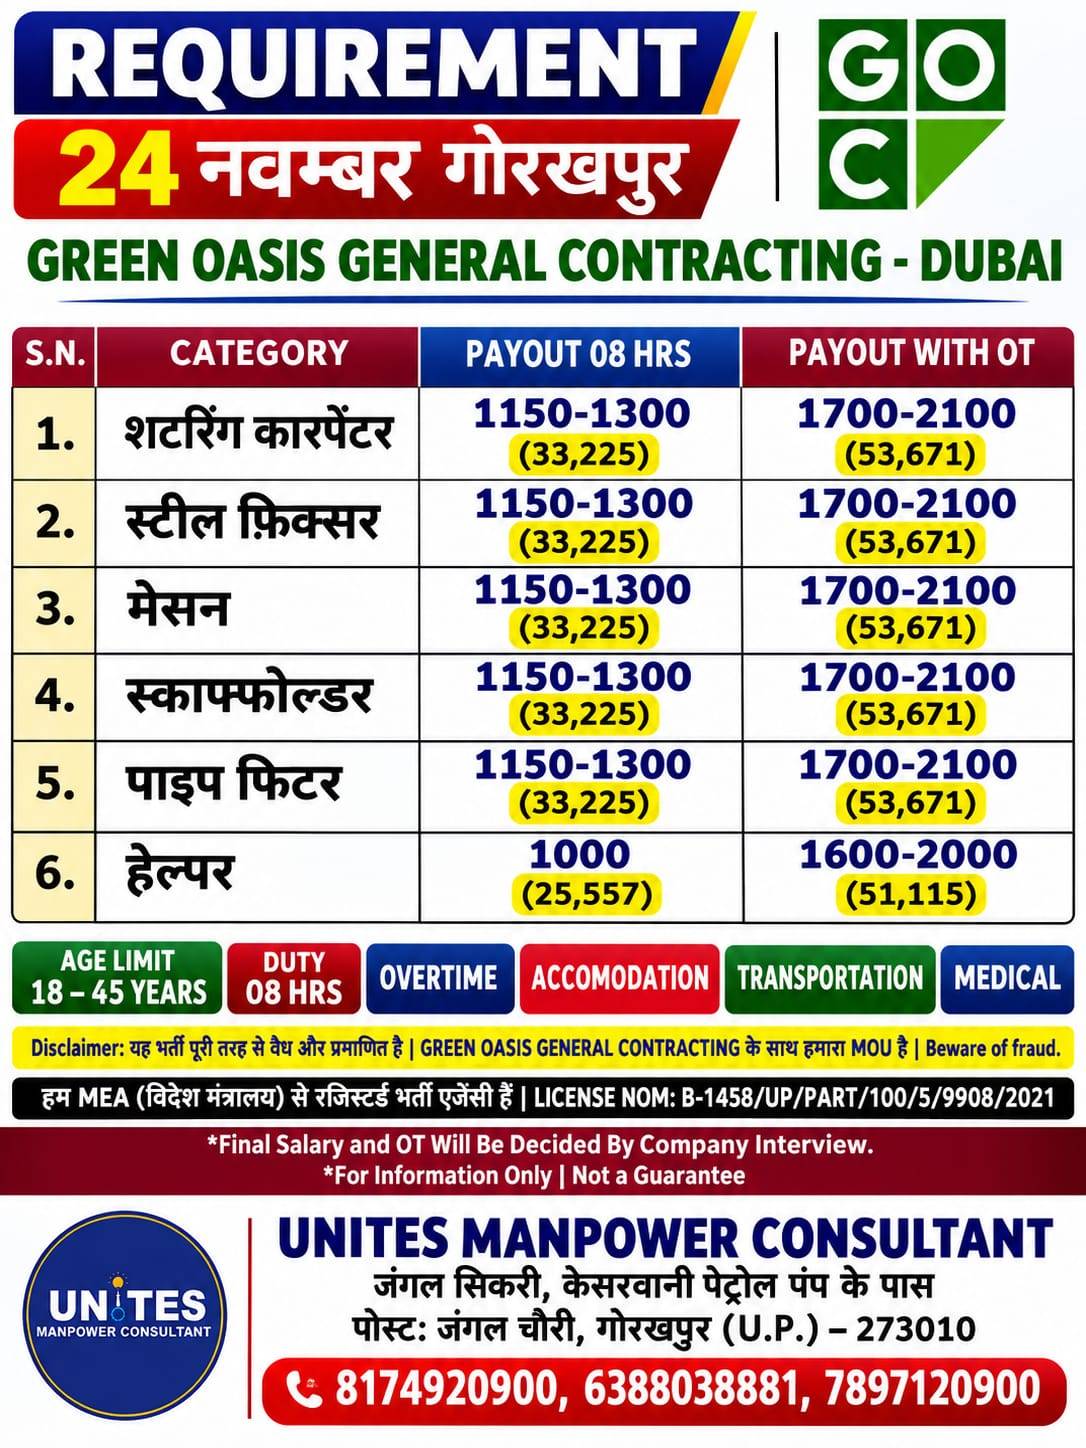 REQUIREMENT
24 नवम्बर गोरखपुर
GO
C
GREEN OASIS GENERAL CONTRACTING - DUBAI
S.N. CATEGORY PAYOUT 08 HRS PAYOUT WITH OT
1. शटरिंग कारपेंटर 1150-1300 (33,225) 1700-2100 (53,671)
2. स्टील फ़िक्सर 1150-1300 (33,225) 1700-2100 (53,671)
3. मेसन 1150-1300 (33,225) 1700-2100 (53,671)
4. स्काफ्फोल्डर 1150-1300 (33,225) 1700-2100 (53,671)
5. पाइप फिटर 1150-1300 (33,225) 1700-2100 (53,671)
6. हेल्पर 1000 (25,557) 1600-2000 (51,115)
AGE LIMIT 18 – 45 YEARS DUTY 08 HRS OVERTIME ACCOMODATION TRANSPORTATION MEDICAL
Disclaimer: यह भर्ती पूरी तरह से वैध और प्रमाणित है | GREEN OASIS GENERAL CONTRACTING के साथ हमारा MOU है | Beware of fraud.
हम MEA (विदेश मंत्रालय) से रजिस्टर्ड भर्ती एजेंसी हैं | LICENSE NOM: B-1458/UP/PART/100/5/9908/2021
*Final Salary and OT Will Be Decided By Company Interview.
*For Information Only | Not a Guarantee
UNITES
MANPOWER CONSULTANT
UNITES MANPOWER CONSULTANT
जंगल सिकरी, केसरवानी पेट्रोल पंप के पास
पोस्ट: जंगल चौरी, गोरखपुर (U.P.) – 273010
8174920900, 6388038881, 7897120900